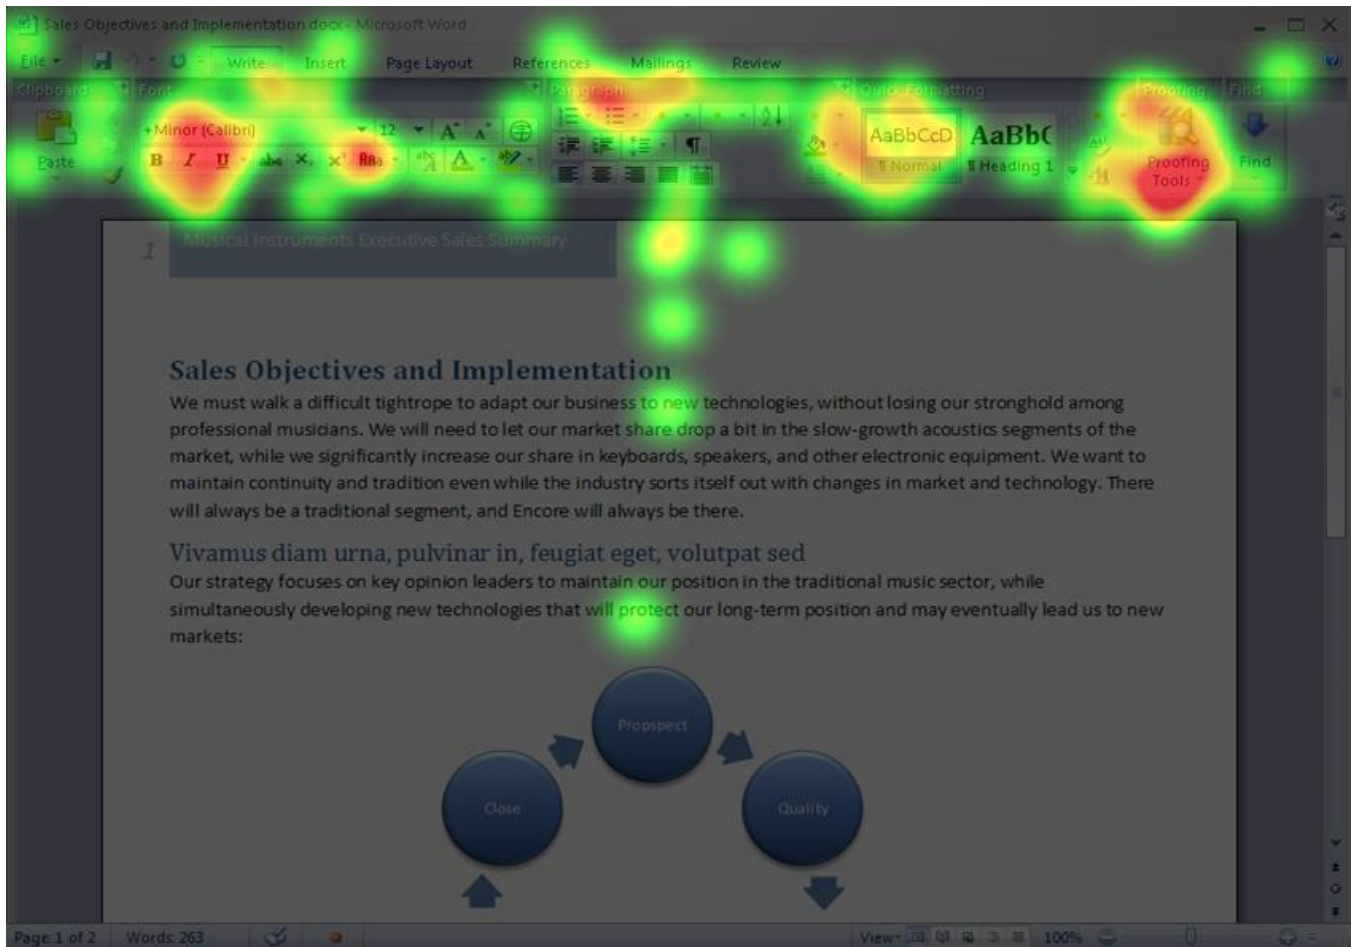 Sales Objectives and Implementation.docx - Microsoft Word
File Write Insert Page Layout References Mailings Review
Clipboard Font Paragraph Quick Formatting Proofing Find
+Minor (Calibri) 12 A A AaBbCcD AaBb(
Paste B I U abc X, x² ABa abc A A ¶ ¶ Normal ¶ Heading 1 Proofing Tools Find
1 Musical Instruments Executive Sales Summary
Sales Objectives and Implementation
We must walk a difficult tightrope to adapt our business to new technologies, without losing our stronghold among
professional musicians. We will need to let our market share drop a bit in the slow-growth acoustics segments of the
market, while we significantly increase our share in keyboards, speakers, and other electronic equipment. We want to
maintain continuity and tradition even while the industry sorts itself out with changes in market and technology. There
will always be a traditional segment, and Encore will always be there.
Vivamus diam urna, pulvinar in, feugiat eget, volutpat sed
Our strategy focuses on key opinion leaders to maintain our position in the traditional music sector, while
simultaneously developing new technologies that will protect our long-term position and may eventually lead us to new
markets:
Propspect
Close Quality
Page: 1 of 2 Words: 263 View 100%